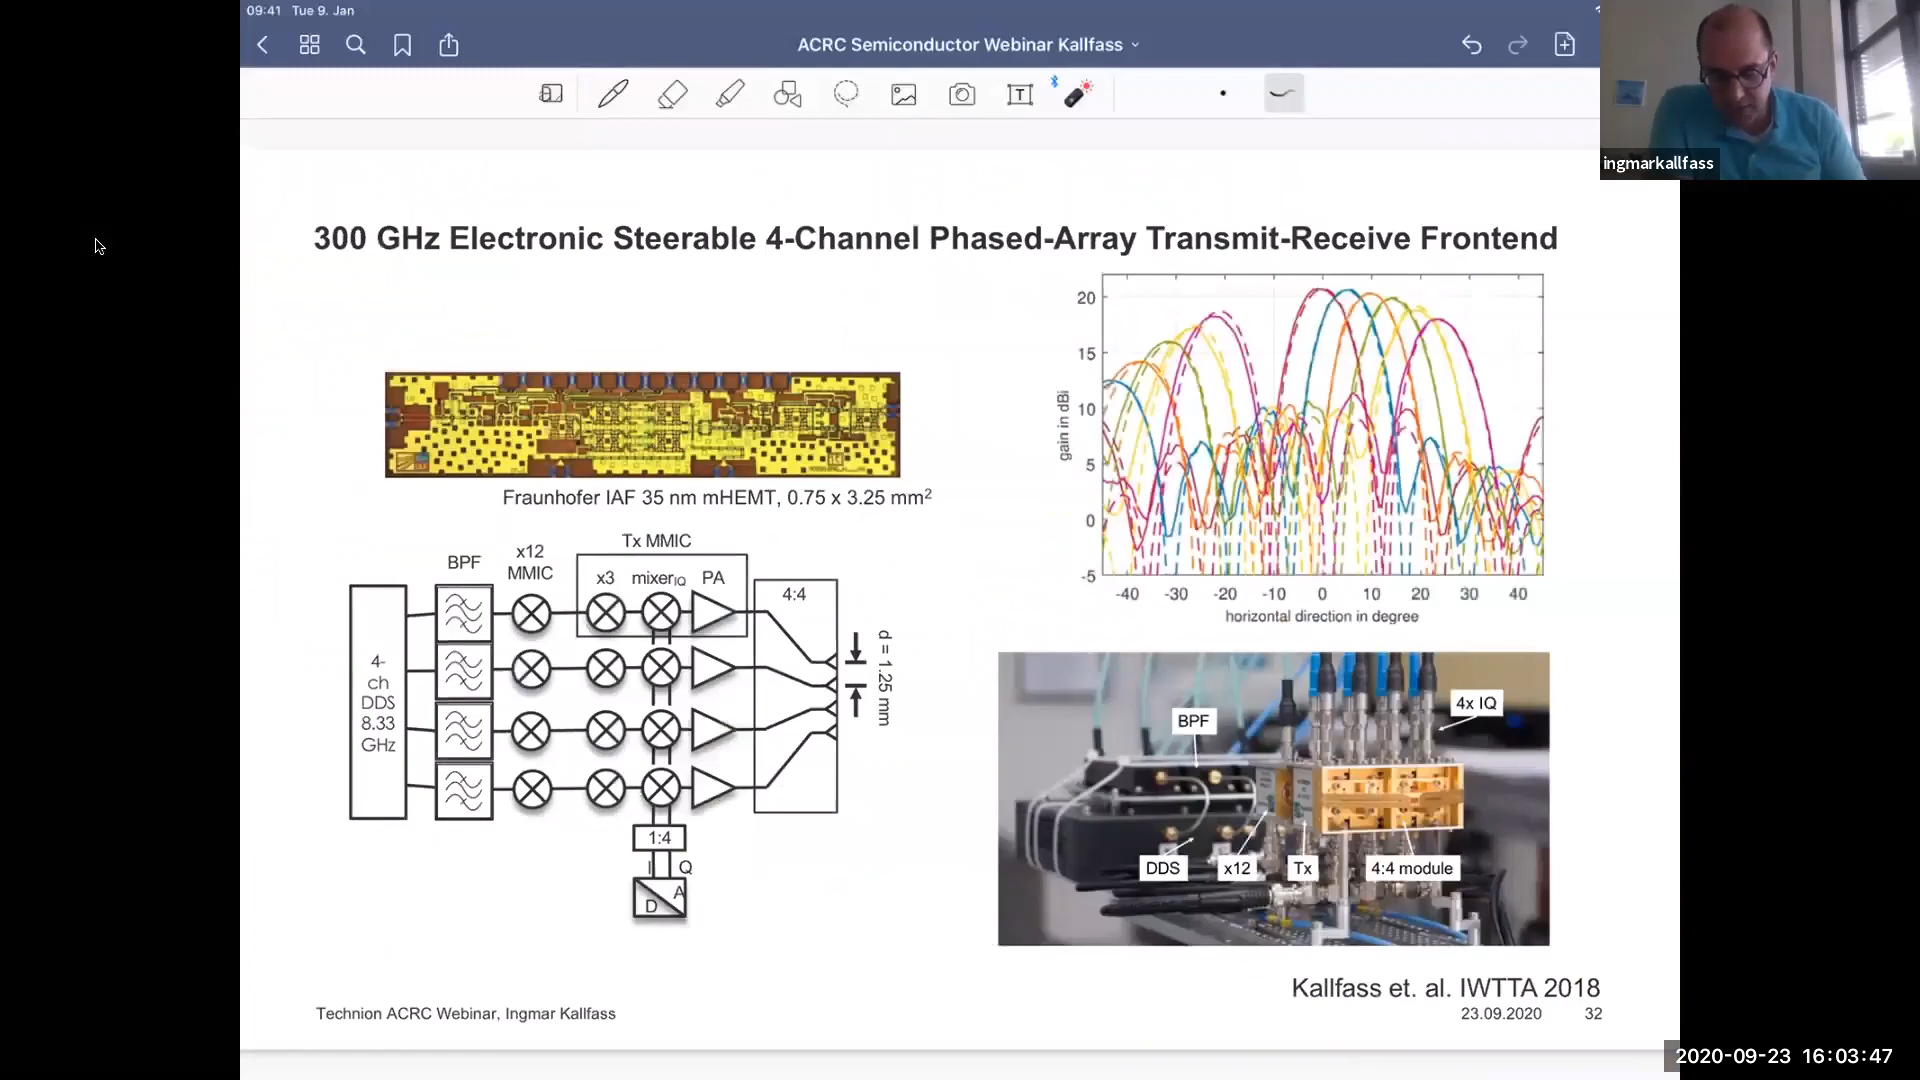 09:41 Tue 9. Jan
ACRC Semiconductor Webinar Kallfass
T
ingmarkallfass
300 GHz Electronic Steerable 4-Channel Phased-Array Transmit-Receive Frontend
Fraunhofer IAF 35 nm mHEMT, 0.75 x 3.25 mm²
Tx MMIC
BPF
x12
MMIC
x3 mixerIQ PA
4:4
4-
ch
DDS
8.33
GHz
d = 1.25 mm
1:4
I Q
D A
gain in dBi
20
15
10
5
0
-5
-40 -30 -20 -10 0 10 20 30 40
horizontal direction in degree
4x IQ
BPF
DDS x12 Tx 4:4 module
Kallfass et. al. IWTTA 2018
Technion ACRC Webinar, Ingmar Kallfass
23.09.2020 32
2020-09-23 16:03:47